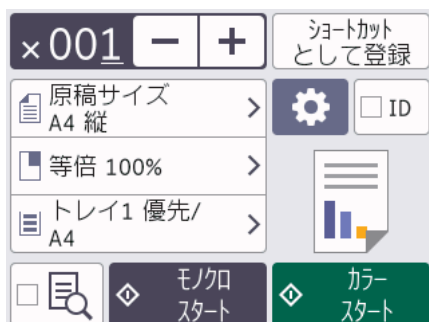 ×001 − +
ショートカット
として登録
原稿サイズ
A4 縦
ID
等倍 100%
トレイ1 優先/
A4
モノクロ
スタート
カラー
スタート